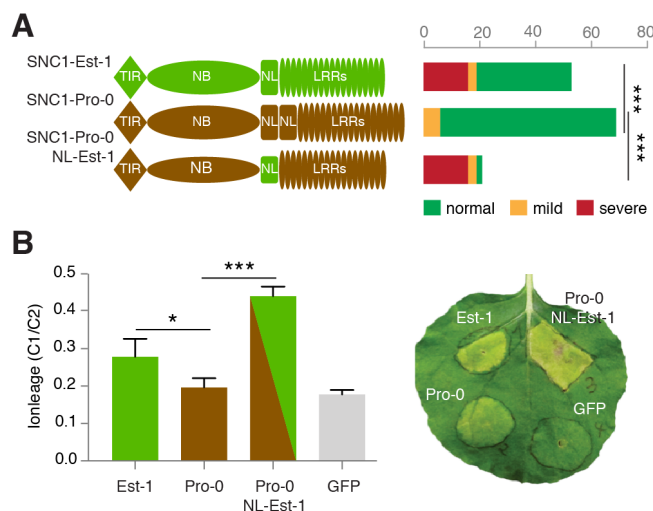 A
0 20 40 60 80
SNC1-Est-1
TIR NB NL LRRs
SNC1-Pro-0
TIR NB NL NL LRRs
SNC1-Pro-0
NL-Est-1
TIR NB NL LRRs
***
***
normal mild severe
B
Ionleage (C1/C2)
0.5
0.4
0.3
0.2
0.1
0.0
*
***
Est-1 Pro-0 Pro-0 GFP
NL-Est-1
Pro-0
NL-Est-1
Est-1
Pro-0
GFP
3